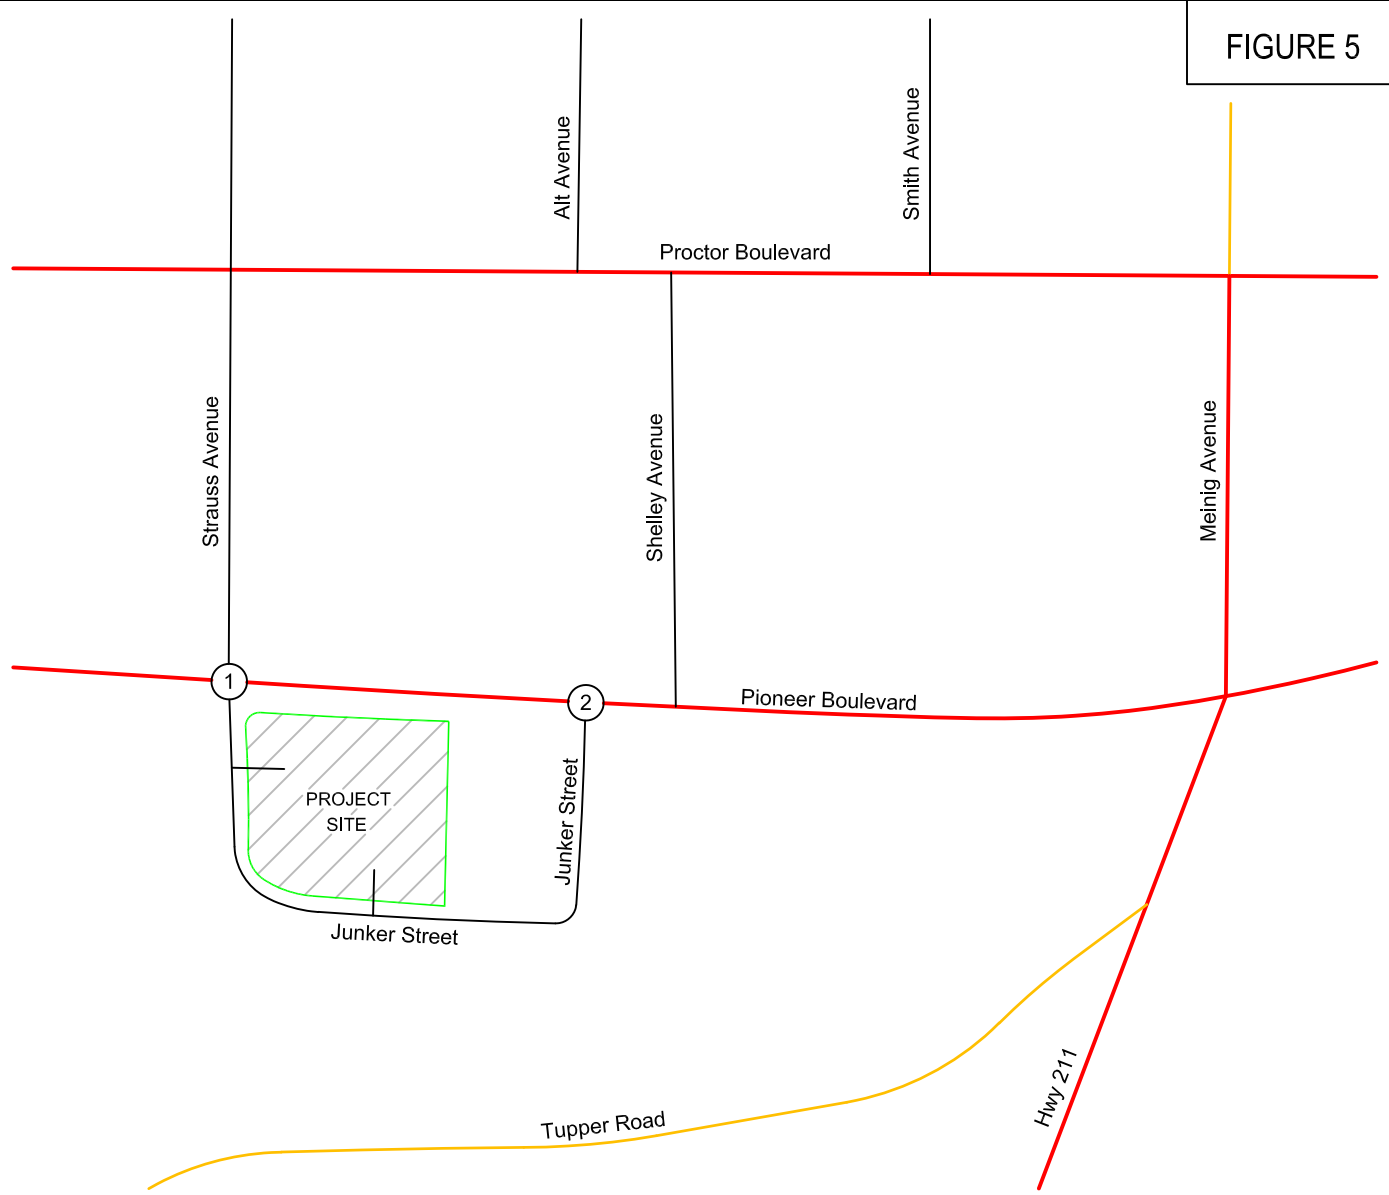 FIGURE 5
Alt Avenue
Smith Avenue
Proctor Boulevard
Strauss Avenue
Shelley Avenue
Meinig Avenue
1
2
Pioneer Boulevard
PROJECT
SITE
Junker Street
Junker Street
Hwy 211
Tupper Road